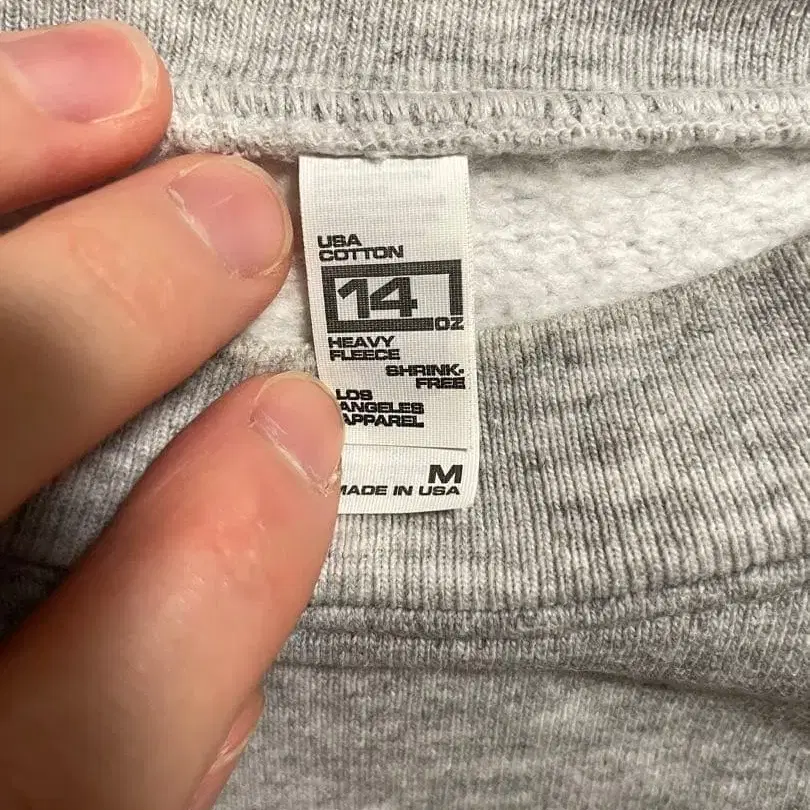 USA
COTTON
14
OZ
HEAVY
FLEECE
SHRINK-
FREE
LOS
ANGELES
APPAREL
M
MADE IN USA